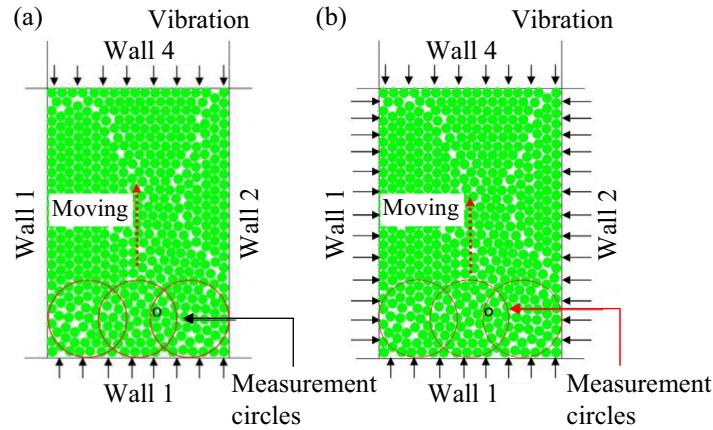 (a)
Vibration
Wall 4
Wall 1
Moving
Wall 2
o
Wall 1
Measurement
circles
(b)
Vibration
Wall 4
Wall 1
Moving
Wall 2
o
Wall 1
Measurement
circles